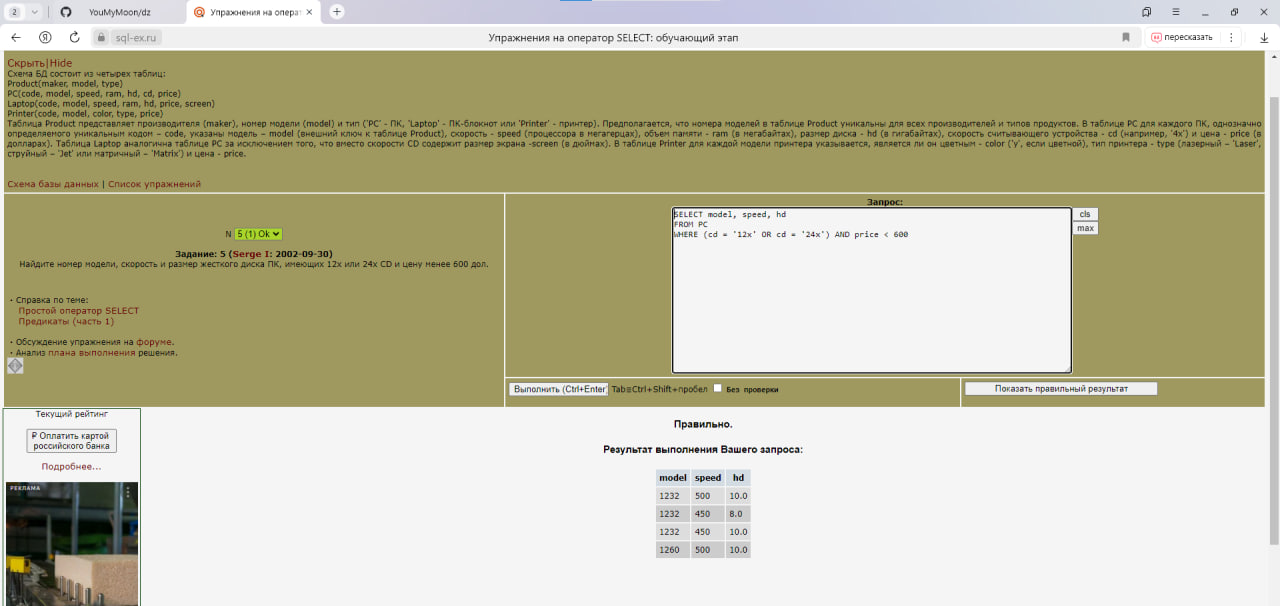 2
YouMyMoon/dz
Упражнения на операт
sql-ex.ru
Упражнения на оператор SELECT: обучающий этап
пересказать
Скрыть|Hide
Схема БД состоит из четырех таблиц:
Product(maker, model, type)
PC(code, model, speed, ram, hd, cd, price)
Laptop(code, model, speed, ram, hd, price, screen)
Printer(code, model, color, type, price)
Таблица Product представляет производителя (maker), номер модели (model) и тип ('PC' - ПК, 'Laptop' - ПК-блокнот или 'Printer' - принтер). Предполагается, что номера моделей в таблице Product уникальны для всех производителей и типов продуктов. В таблице PC для каждого ПК, однозначно
определяемого уникальным кодом – code, указаны модель – model (внешний ключ к таблице Product), скорость - speed (процессора в мегагерцах), объем памяти - ram (в мегабайтах), размер диска - hd (в гигабайтах), скорость считывающего устройства - cd (например, '4x') и цена - price (в
долларах). Таблица Laptop аналогична таблице РС за исключением того, что вместо скорости CD содержит размер экрана -screen (в дюймах). В таблице Printer для каждой модели принтера указывается, является ли он цветным - color ('y', если цветной), тип принтера - type (лазерный – 'Laser',
струйный – 'Jet' или матричный – 'Matrix') и цена - price.
Схема базы данных | Список упражнений
N 5 (1) Ok
Задание: 5 (Serge I: 2002-09-30)
Найдите номер модели, скорость и размер жесткого диска ПК, имеющих 12x или 24x CD и цену менее 600 дол.
· Справка по теме:
Простой оператор SELECT
Предикаты (часть 1)
· Обсуждение упражнения на форуме.
· Анализ плана выполнения решения.
Запрос:
SELECT model, speed, hd
FROM PC
WHERE (cd = '12x' OR cd = '24x') AND price < 600
cls
max
Выполнить (Ctrl+Enter) Tab≡Ctrl+Shift+пробел Без проверки
Показать правильный результат
Текущий рейтинг
₽ Оплатить картой
российского банка
Подробнее...
РЕКЛАМА
Правильно.
Результат выполнения Вашего запроса:
model speed hd
1232 500 10.0
1232 450 8.0
1232 450 10.0
1260 500 10.0